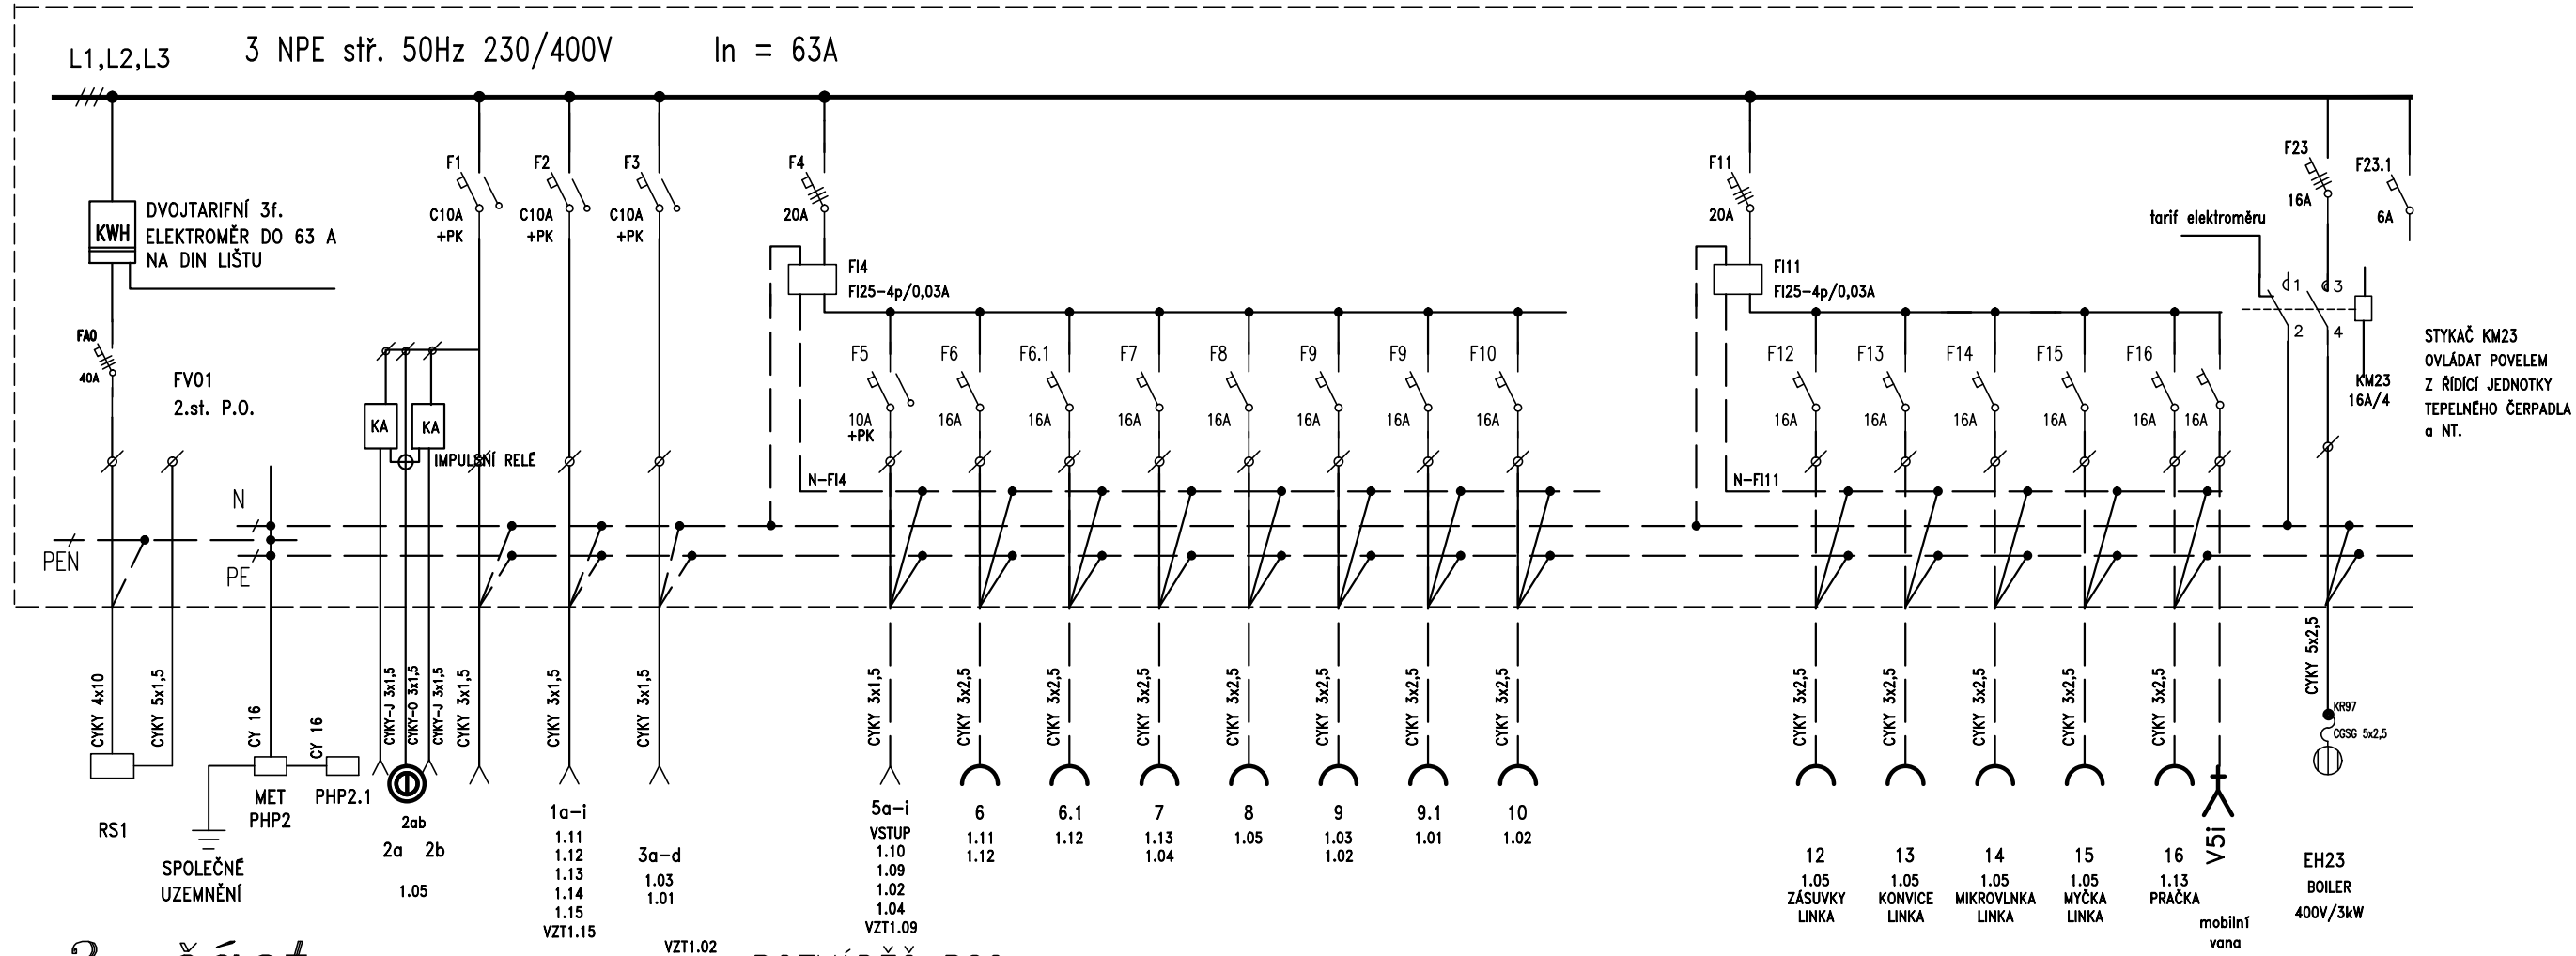 L1,L2,L3
3 NPE stř. 50Hz 230/400V
In = 63A
KWH
DVOJTARIFNÍ 3f.
ELEKTROMĚR DO 63 A
NA DIN LIŠTU
FA0
40A
FV01
2.st. P.O.
N
PEN
PE
KA
KA
IMPULSNÍ RELÉ
F1
C10A
+PK
F2
C10A
+PK
F3
C10A
+PK
F4
20A
FI4
FI25-4p/0,03A
N-FI4
F5
10A
+PK
F6
16A
F6.1
16A
F7
16A
F8
16A
F9
16A
F9
16A
F10
16A
F11
20A
FI11
FI25-4p/0,03A
N-FI11
F12
16A
F13
16A
F14
16A
F15
16A
F16
16A
16A
F23
16A
F23.1
6A
tarif elektroměru
1
3
2
4
KM23
16A/4
STYKAČ KM23
OVLÁDAT POVELEM
Z ŘÍDÍCÍ JEDNOTKY
TEPELNÉHO ČERPADLA
a NT.
CYKY 4x10
CYKY 5x1,5
CY 16
CY 16
CYKY-J 3x1,5
CYKY-O 3x1,5
CYKY-J 3x1,5
CYKY 3x1,5
CYKY 3x1,5
CYKY 3x1,5
CYKY 3x1,5
CYKY 3x2,5
CYKY 3x2,5
CYKY 3x2,5
CYKY 3x2,5
CYKY 3x2,5
CYKY 3x2,5
CYKY 3x2,5
CYKY 3x2,5
CYKY 3x2,5
CYKY 3x2,5
CYKY 3x2,5
CYKY 3x2,5
CYKY 5x2,5
KR97
CGSG 5x2,5
RS1
MET
PHP2
PHP2.1
SPOLEČNÉ
UZEMNĚNÍ
2ab
2a 2b
1.05
1a-i
1.11
1.12
1.13
1.14
1.15
VZT1.15
3a-d
1.03
1.01
VZT1.02
5a-i
VSTUP
1.10
1.09
1.02
1.04
VZT1.09
6
1.11
1.12
6.1
1.12
7
1.13
1.04
8
1.05
9
1.03
1.02
9.1
1.01
10
1.02
12
1.05
ZÁSUVKY
LINKA
13
1.05
KONVICE
LINKA
14
1.05
MIKROVLNKA
LINKA
15
1.05
MYČKA
LINKA
16
1.13
PRAČKA
V5i
mobilní
vana
EH23
BOILER
400V/3kW